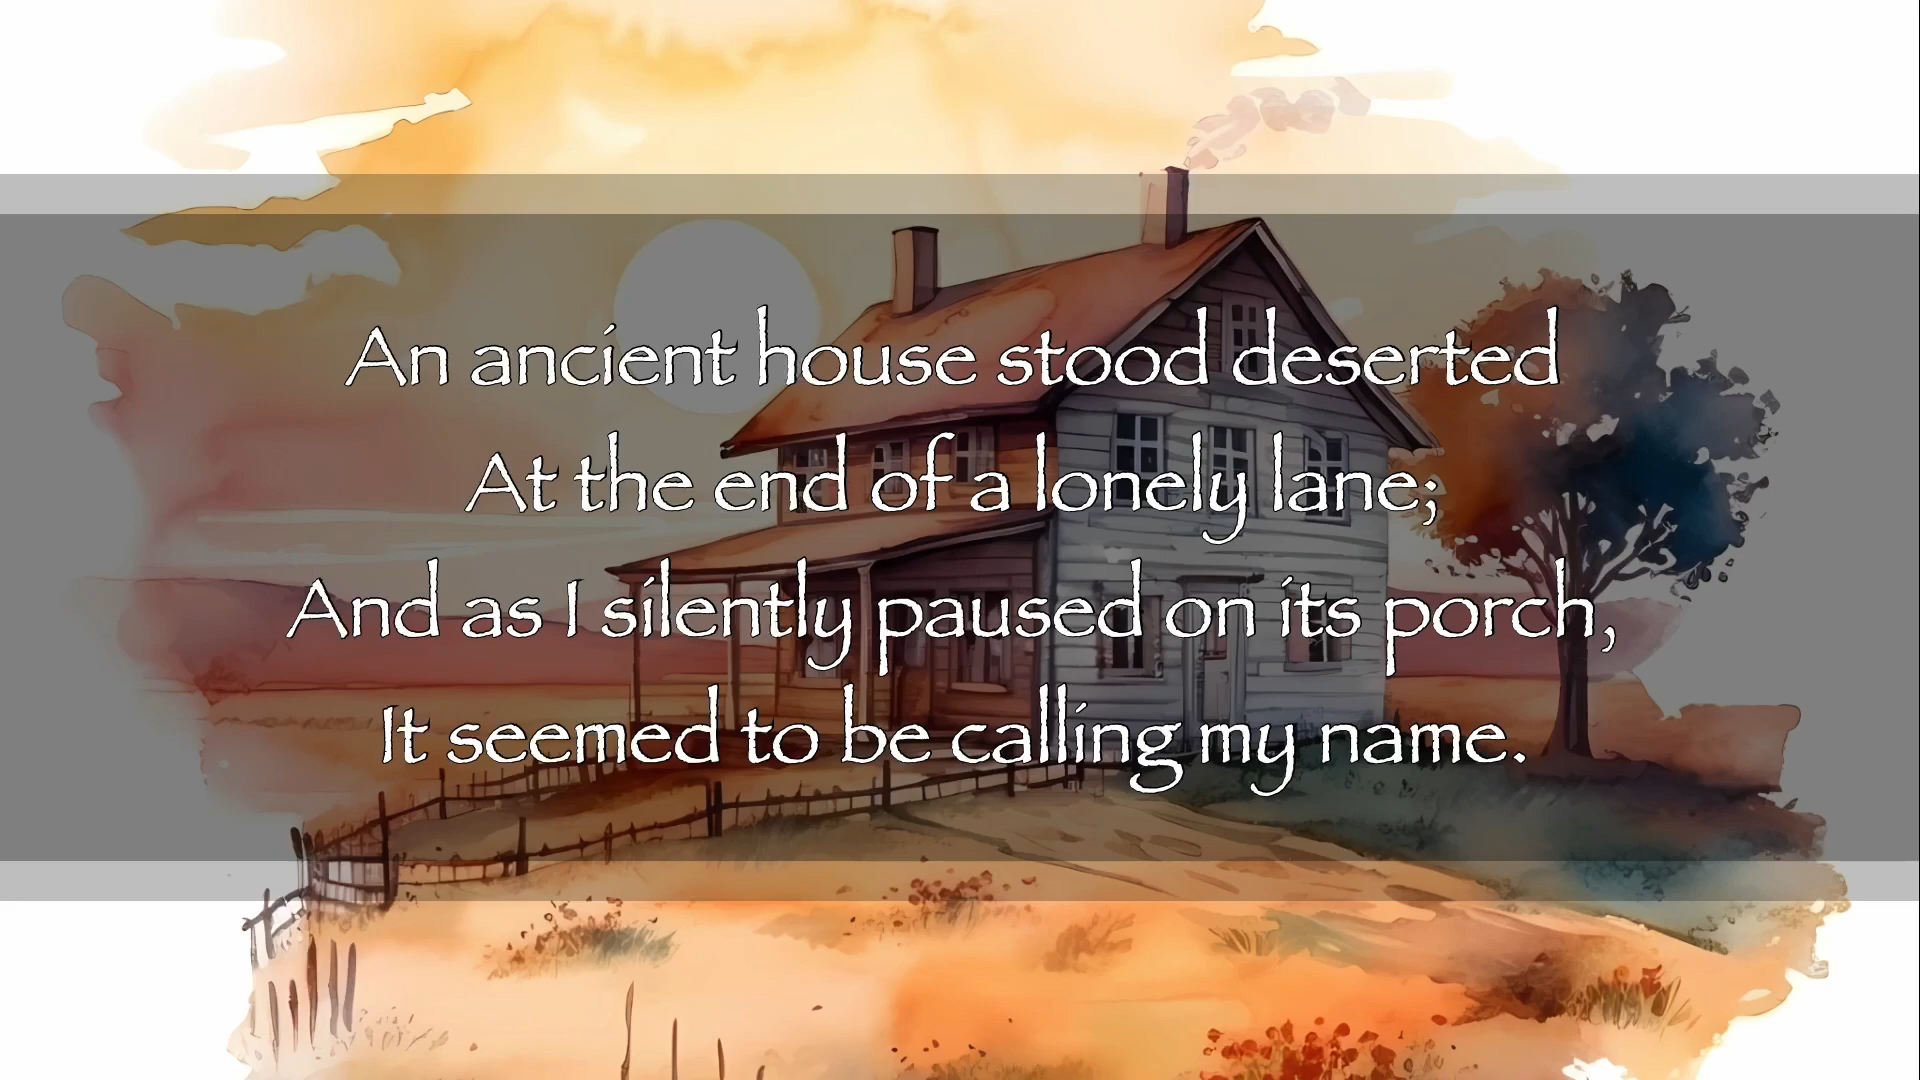 An ancient house stood deserted
At the end of a lonely lane;
And as I silently paused on its porch,
It seemed to be calling my name.